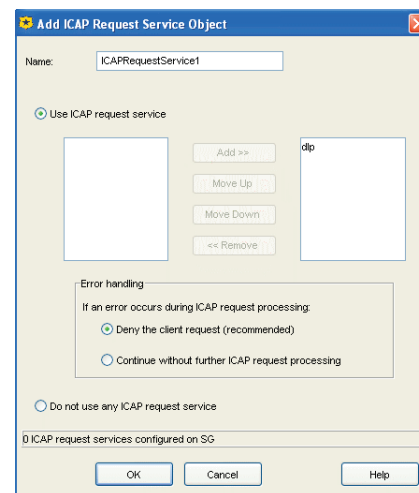 Add ICAP Request Service Object
Name: ICAPRequestService1
Use ICAP request service
Add >>
dlp
Move Up
Move Down
<< Remove
Error handling
If an error occurs during ICAP request processing:
Deny the client request (recommended)
Continue without further ICAP request processing
Do not use any ICAP request service
0 ICAP request services configured on SG
OK Cancel Help